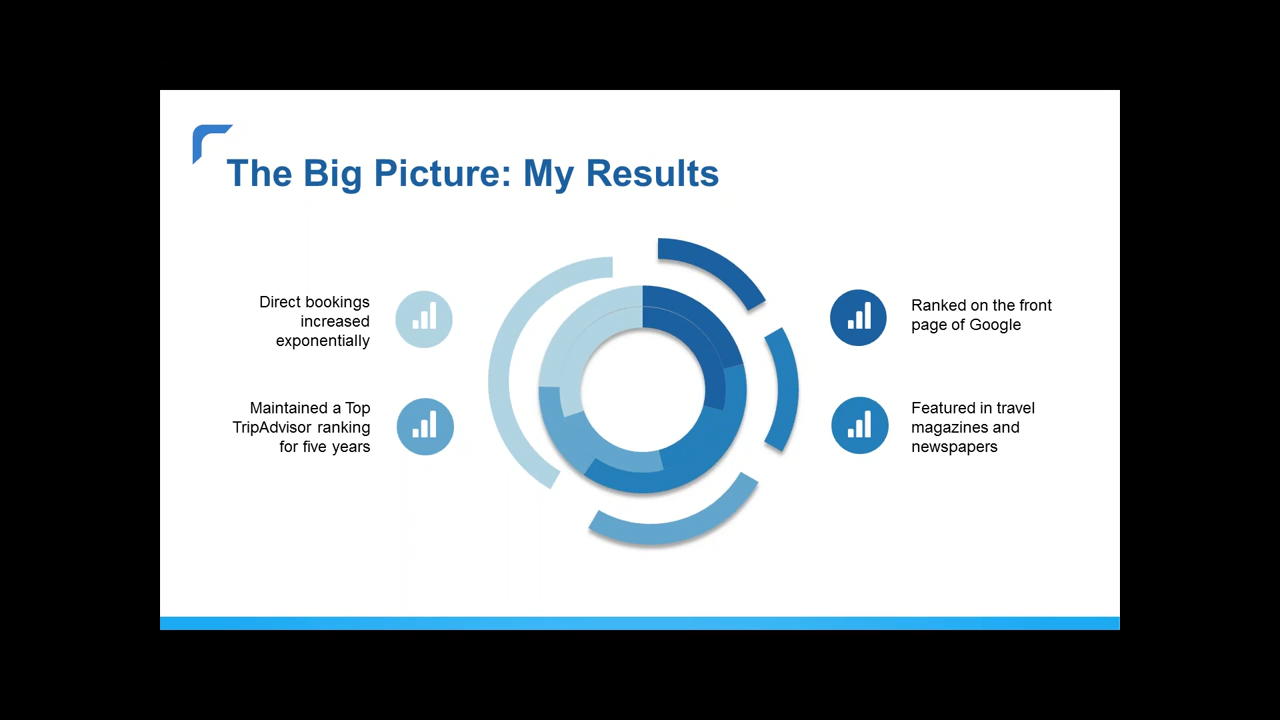 The Big Picture: My Results
Direct bookings
increased
exponentially
Maintained a Top
TripAdvisor ranking
for five years
Ranked on the front
page of Google
Featured in travel
magazines and
newspapers